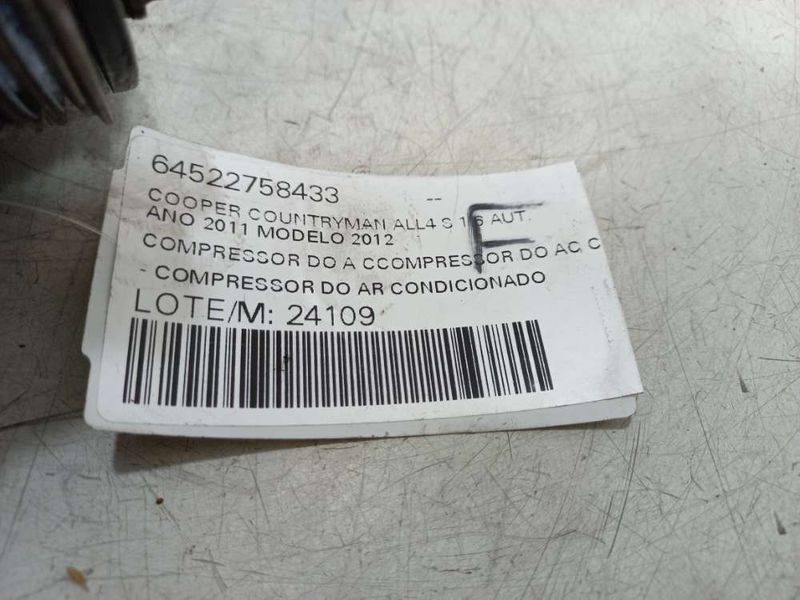 64522758433 --
COOPER COUNTRYMAN ALL4 S 1.6 AUT.
ANO 2011 MODELO 2012
COMPRESSOR DO A CCOMPRESSOR DO AC C
- COMPRESSOR DO AR CONDICIONADO
LOTE/M: 24109
F